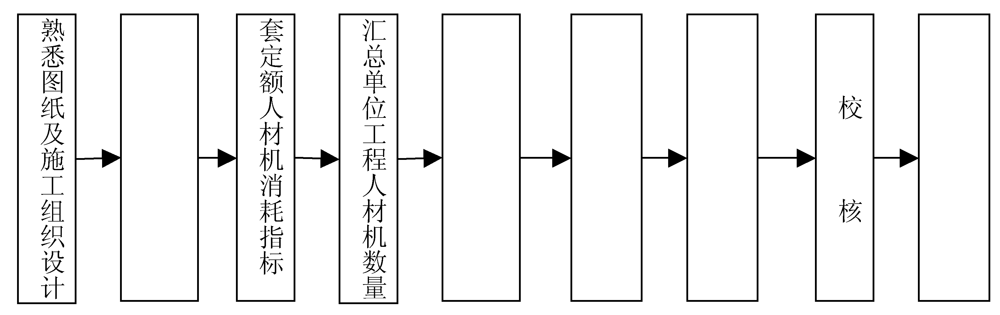 熟悉图纸及施工组织设计
套定额人材机消耗指标
汇总单位工程人材机数量
校核